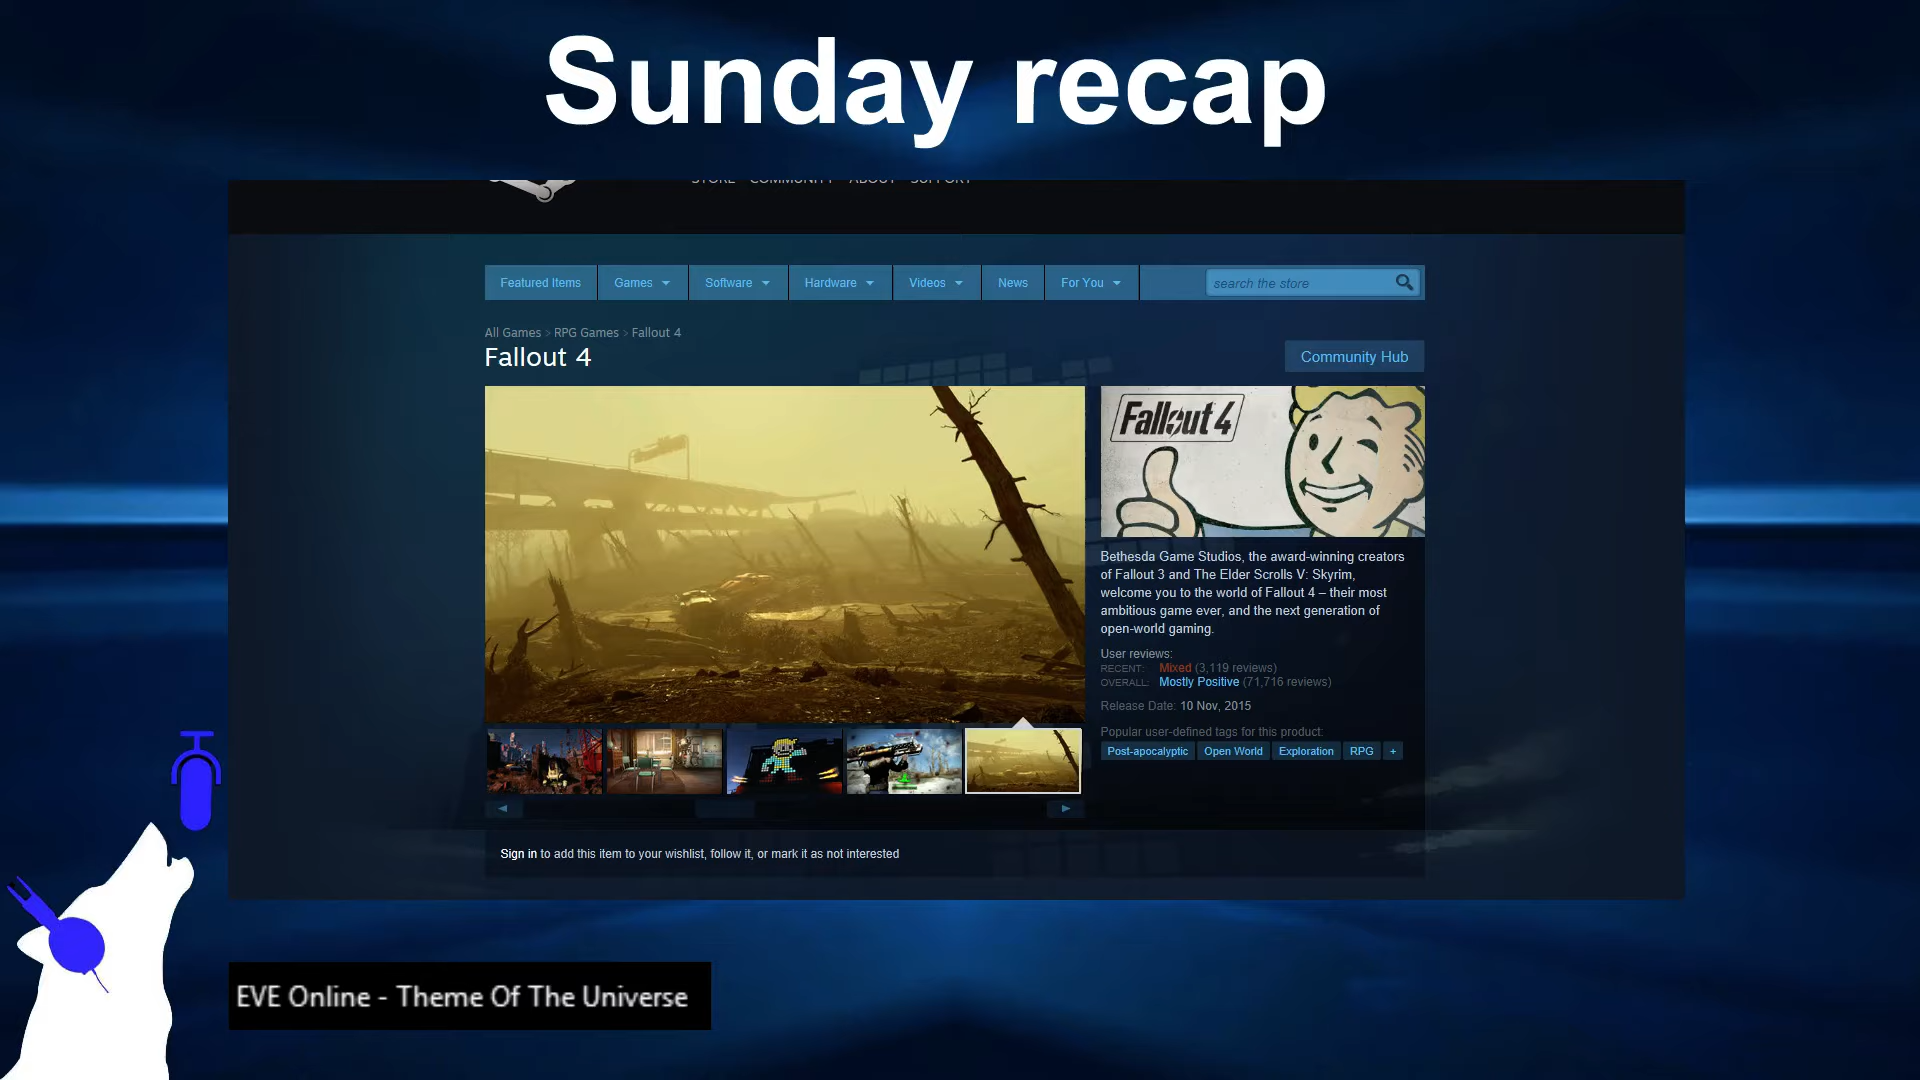 Sunday recap
STORE COMMUNITY ABOUT SUPPORT
Featured Items Games Software Hardware Videos News For You search the store
All Games > RPG Games > Fallout 4
Fallout 4
Community Hub
Fallout 4
Bethesda Game Studios, the award-winning creators
of Fallout 3 and The Elder Scrolls V: Skyrim,
welcome you to the world of Fallout 4 – their most
ambitious game ever, and the next generation of
open-world gaming.
User reviews:
RECENT: Mixed (3,119 reviews)
OVERALL: Mostly Positive (71,716 reviews)
Release Date: 10 Nov, 2015
Popular user-defined tags for this product:
Post-apocalyptic Open World Exploration RPG +
Sign in to add this item to your wishlist, follow it, or mark it as not interested
EVE Online - Theme Of The Universe